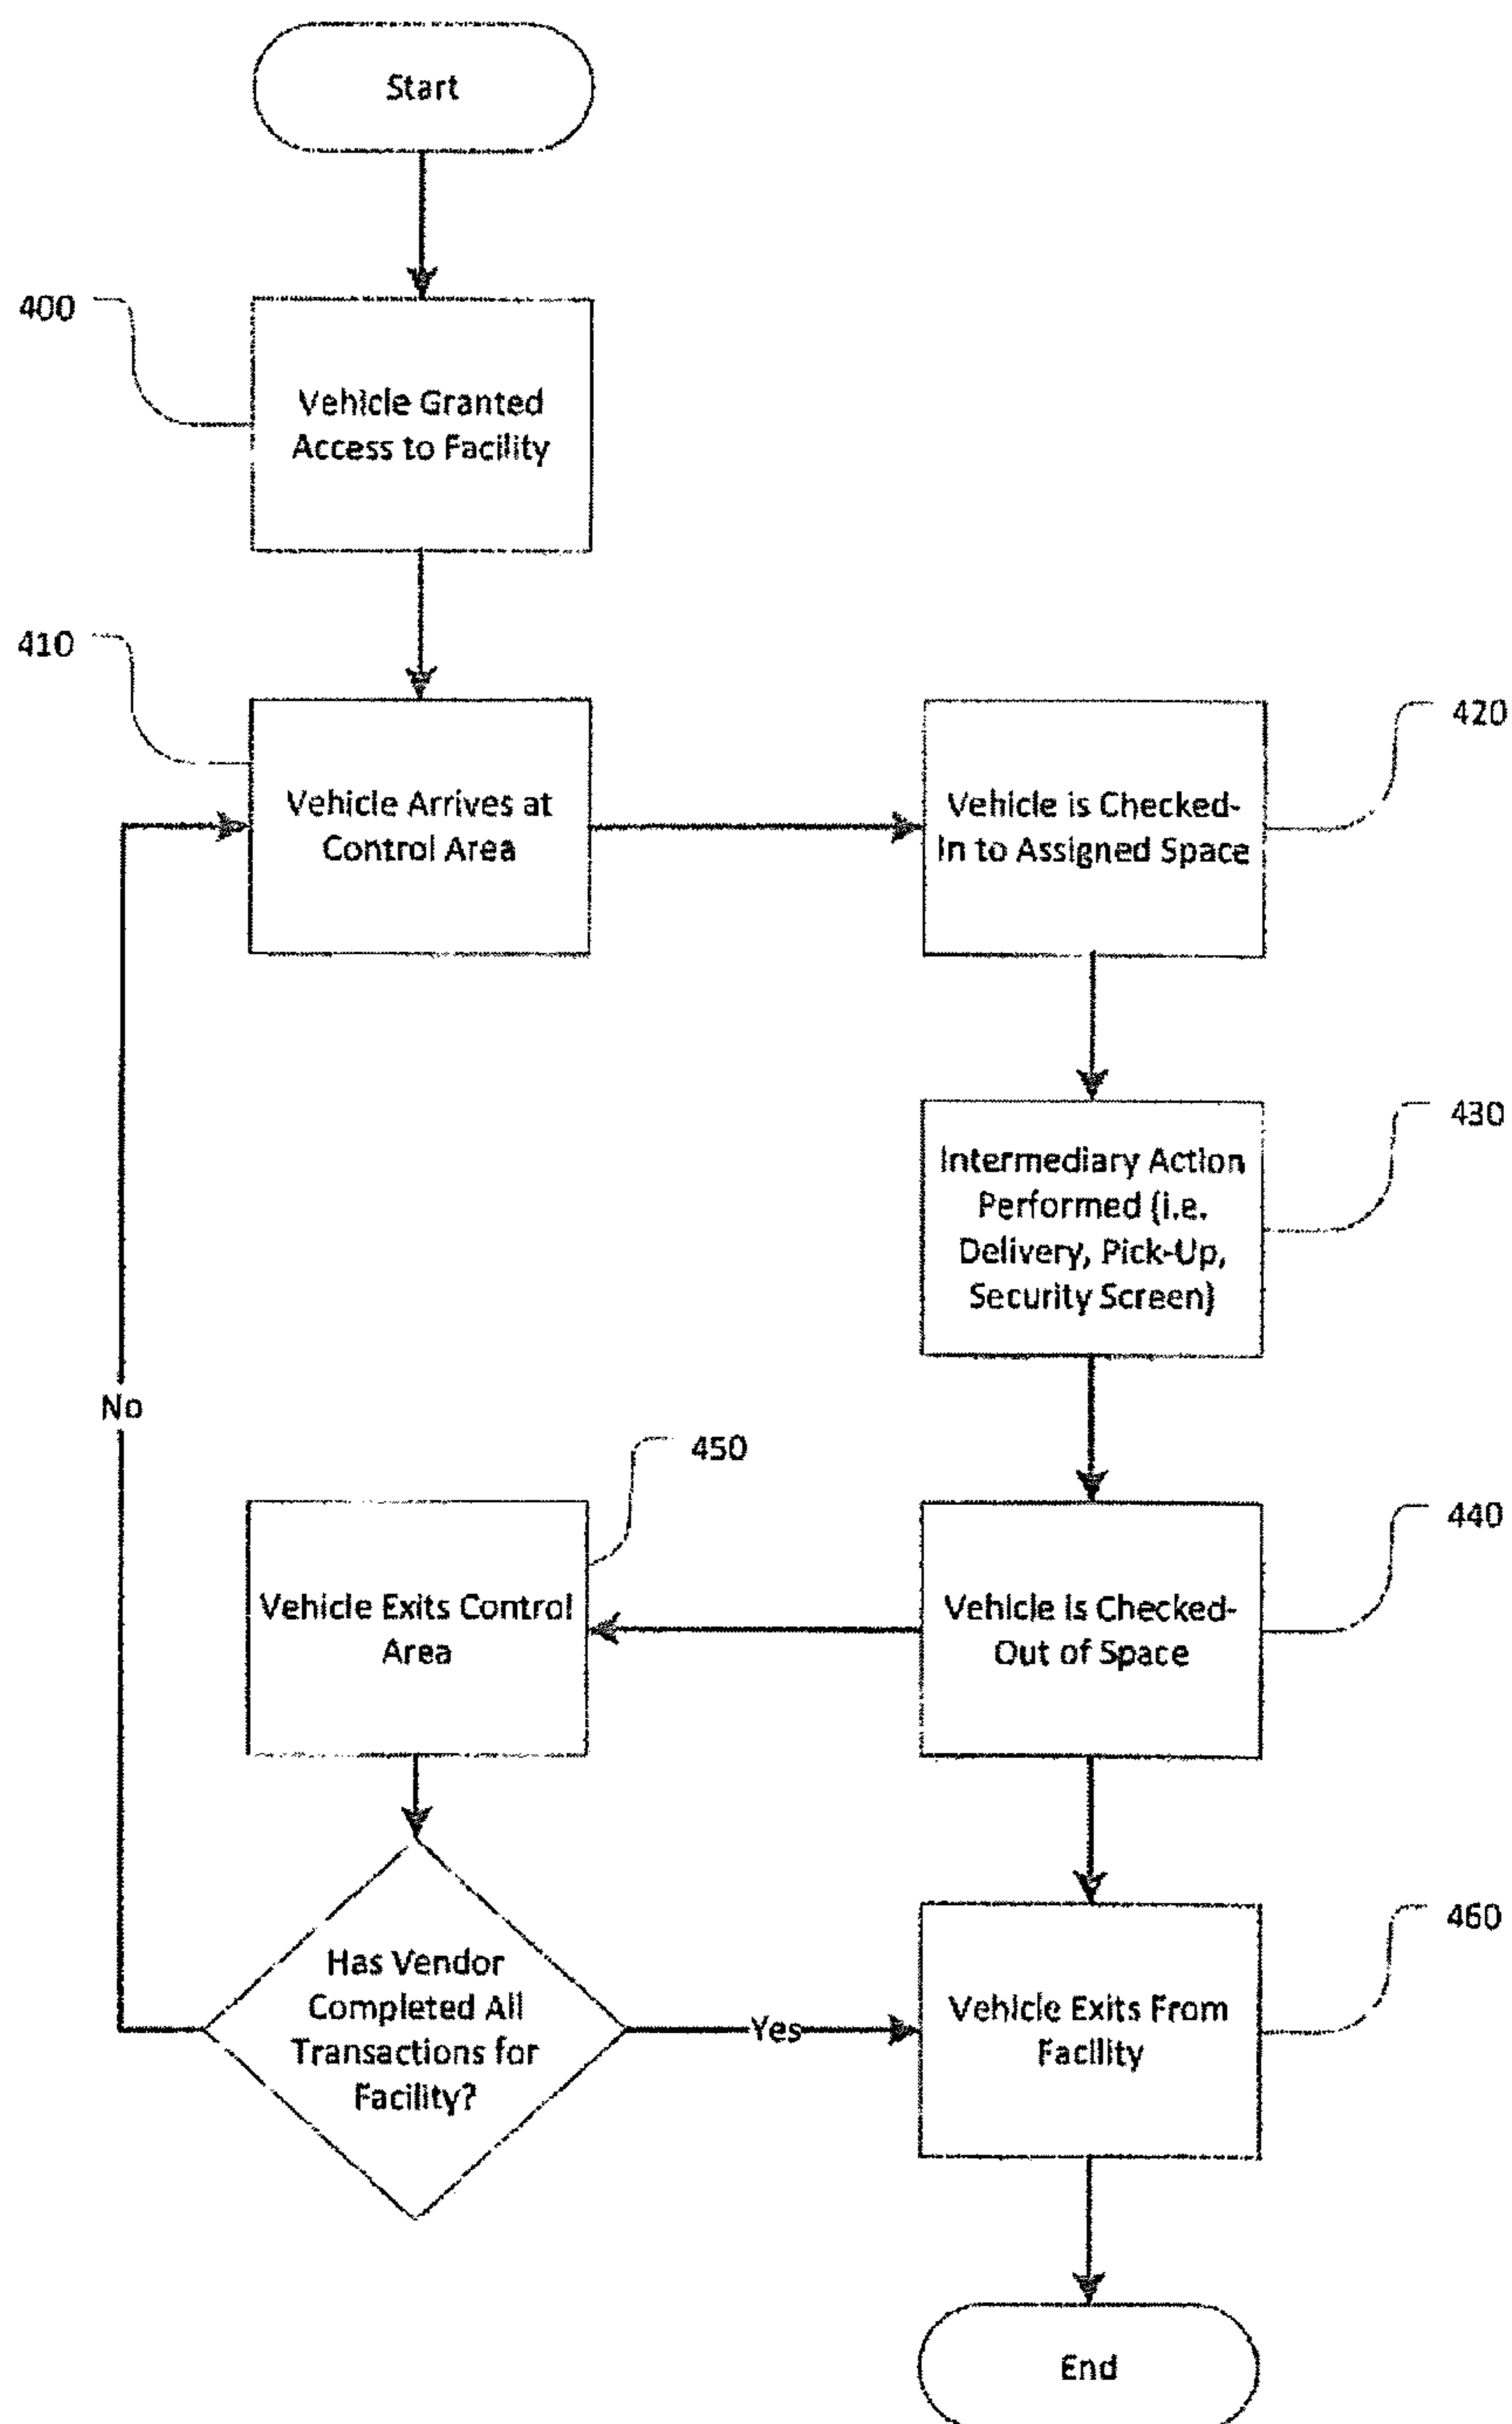 Start
400
Vehicle Granted
Access to Facility
410
Vehicle Arrives at
Control Area
420
Vehicle is Checked-
In to Assigned Space
430
Intermediary Action
Performed (i.e.
Delivery, Pick-Up,
Security Screen)
No
450
Vehicle Exits Control
Area
440
Vehicle is Checked-
Out of Space
Has Vendor
Completed All
Transactions for
Facility?
Yes
460
Vehicle Exits From
Facility
End